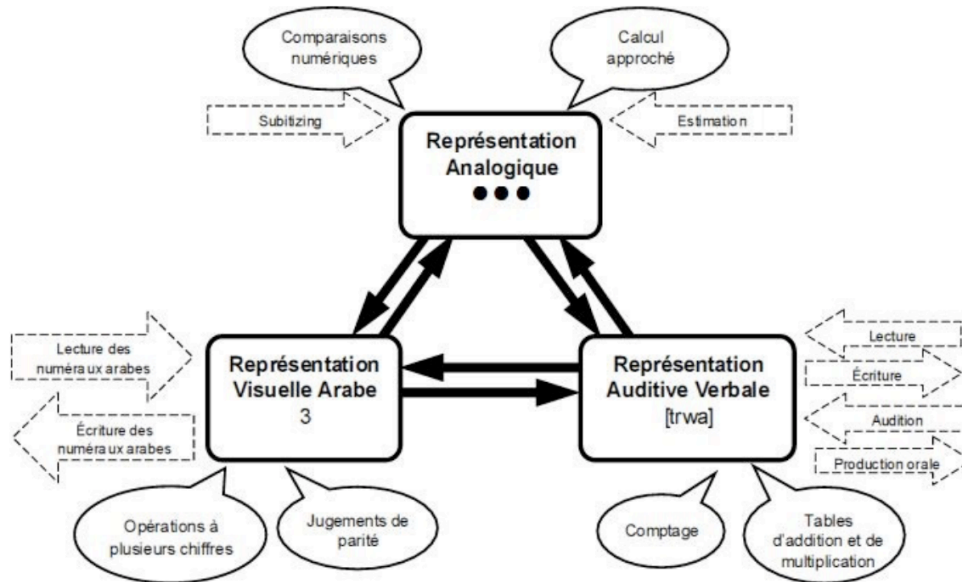 Comparaisons
numériques
Calcul
approché
Subitizing
Estimation
Représentation
Analogique
Lecture des
numéraux arabes
Écriture des
numéraux arabes
Représentation
Visuelle Arabe
3
Représentation
Auditive Verbale
[trwa]
Lecture
Écriture
Audition
Production orale
Opérations à
plusieurs chiffres
Jugements de
parité
Comptage
Tables
d'addition et de
multiplication